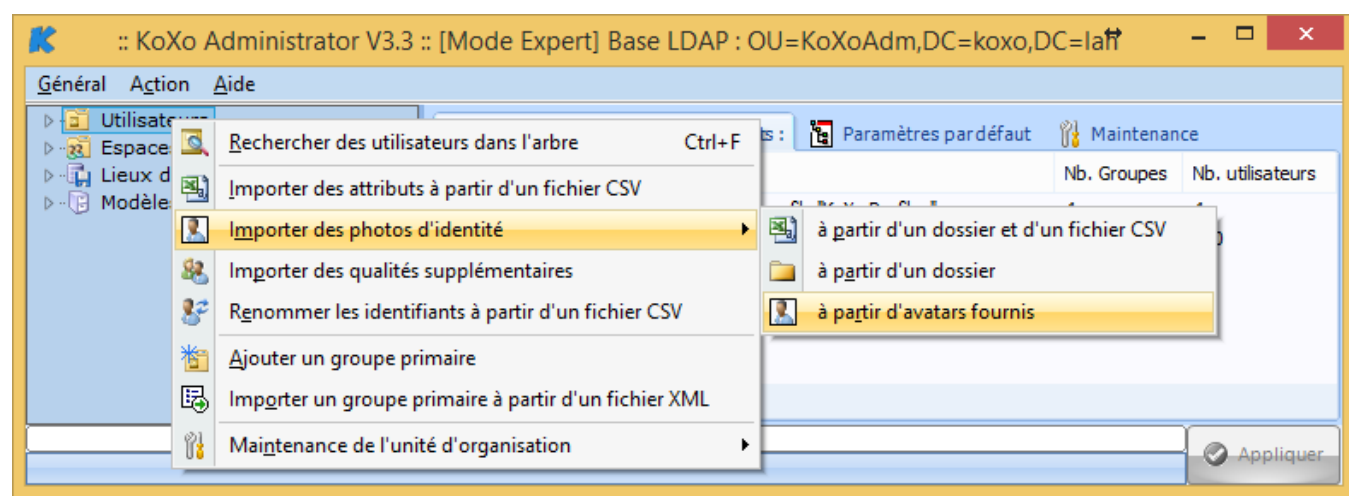 :: KoXo Administrator V3.3 :: [Mode Expert] Base LDAP : OU=KoXoAdm,DC=koxo,DC=lan
Général Action Aide
Utilisateurs
Espace
Lieux d
Modèle
ts : Paramètres par défaut Maintenance
Nb. Groupes Nb. utilisateurs
Rechercher des utilisateurs dans l'arbre Ctrl+F
Importer des attributs à partir d'un fichier CSV
Importer des photos d'identité
Importer des qualités supplémentaires
Renommer les identifiants à partir d'un fichier CSV
Ajouter un groupe primaire
Importer un groupe primaire à partir d'un fichier XML
Maintenance de l'unité d'organisation
à partir d'un dossier et d'un fichier CSV
à partir d'un dossier
à partir d'avatars fournis
Appliquer